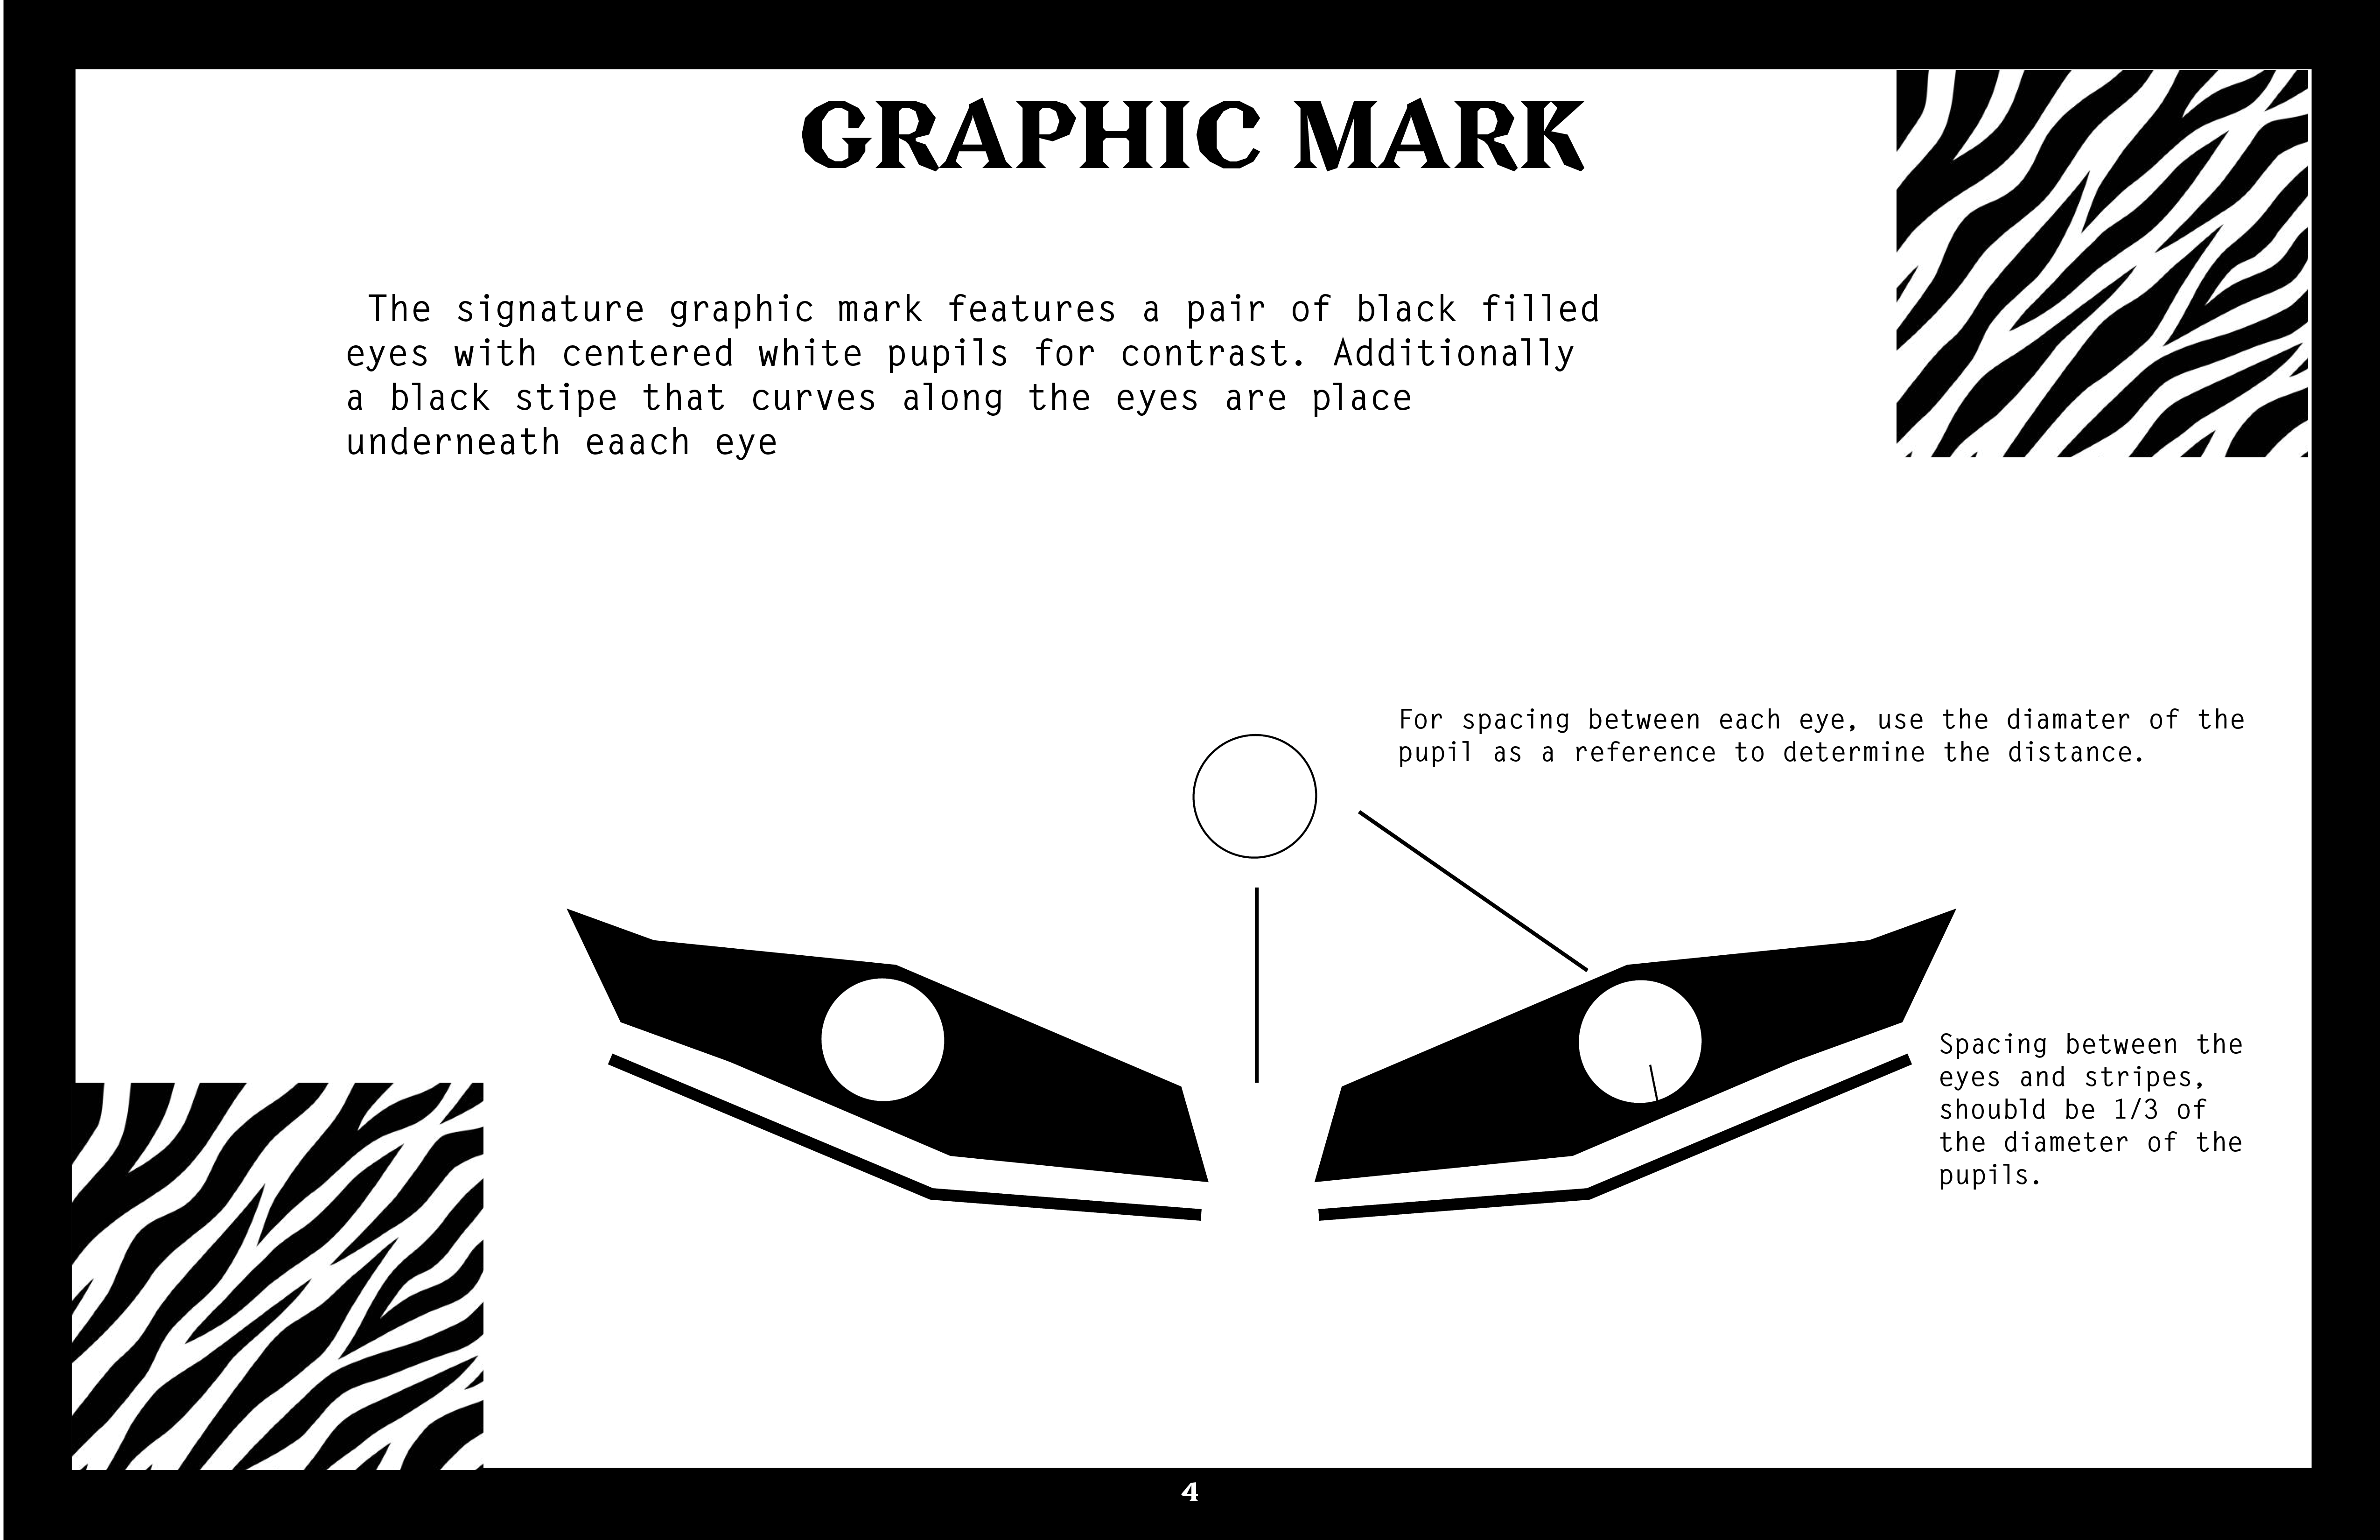 GRAPHIC MARK
The signature graphic mark features a pair of black filled
eyes with centered white pupils for contrast. Additionally
a black stipe that curves along the eyes are place
underneath eaach eye
For spacing between each eye, use the diamater of the
pupil as a reference to determine the distance.
Spacing between the
eyes and stripes,
shoubld be 1/3 of
the diameter of the
pupils.
4